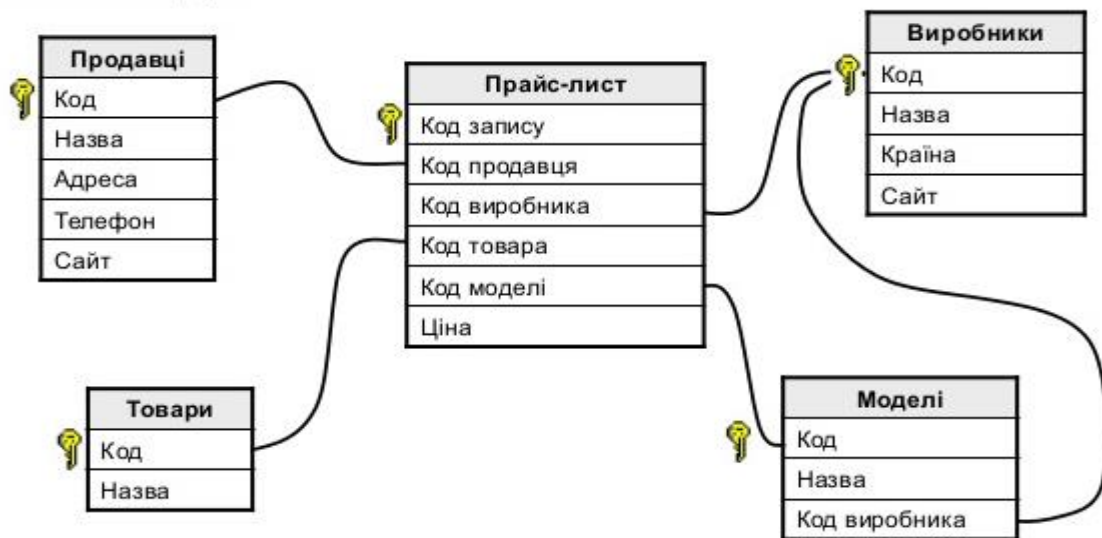 Продавці
Код
Назва
Адреса
Телефон
Сайт
Прайс-лист
Код запису
Код продавця
Код виробника
Код товара
Код моделі
Ціна
Виробники
Код
Назва
Країна
Сайт
Товари
Код
Назва
Моделі
Код
Назва
Код виробника